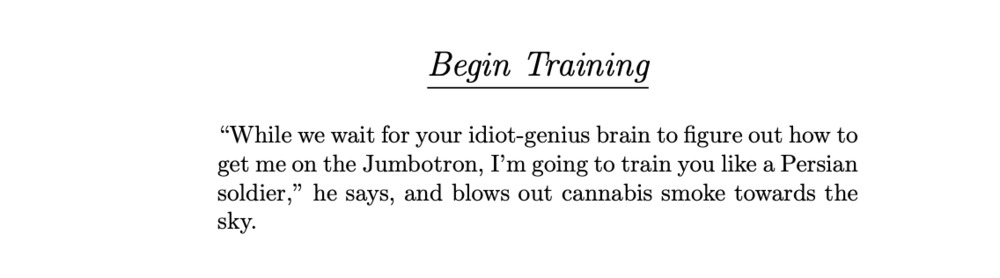 Begin Training
“While we wait for your idiot-genius brain to figure out how to
get me on the Jumbotron, I’m going to train you like a Persian
soldier,” he says, and blows out cannabis smoke towards the
sky.